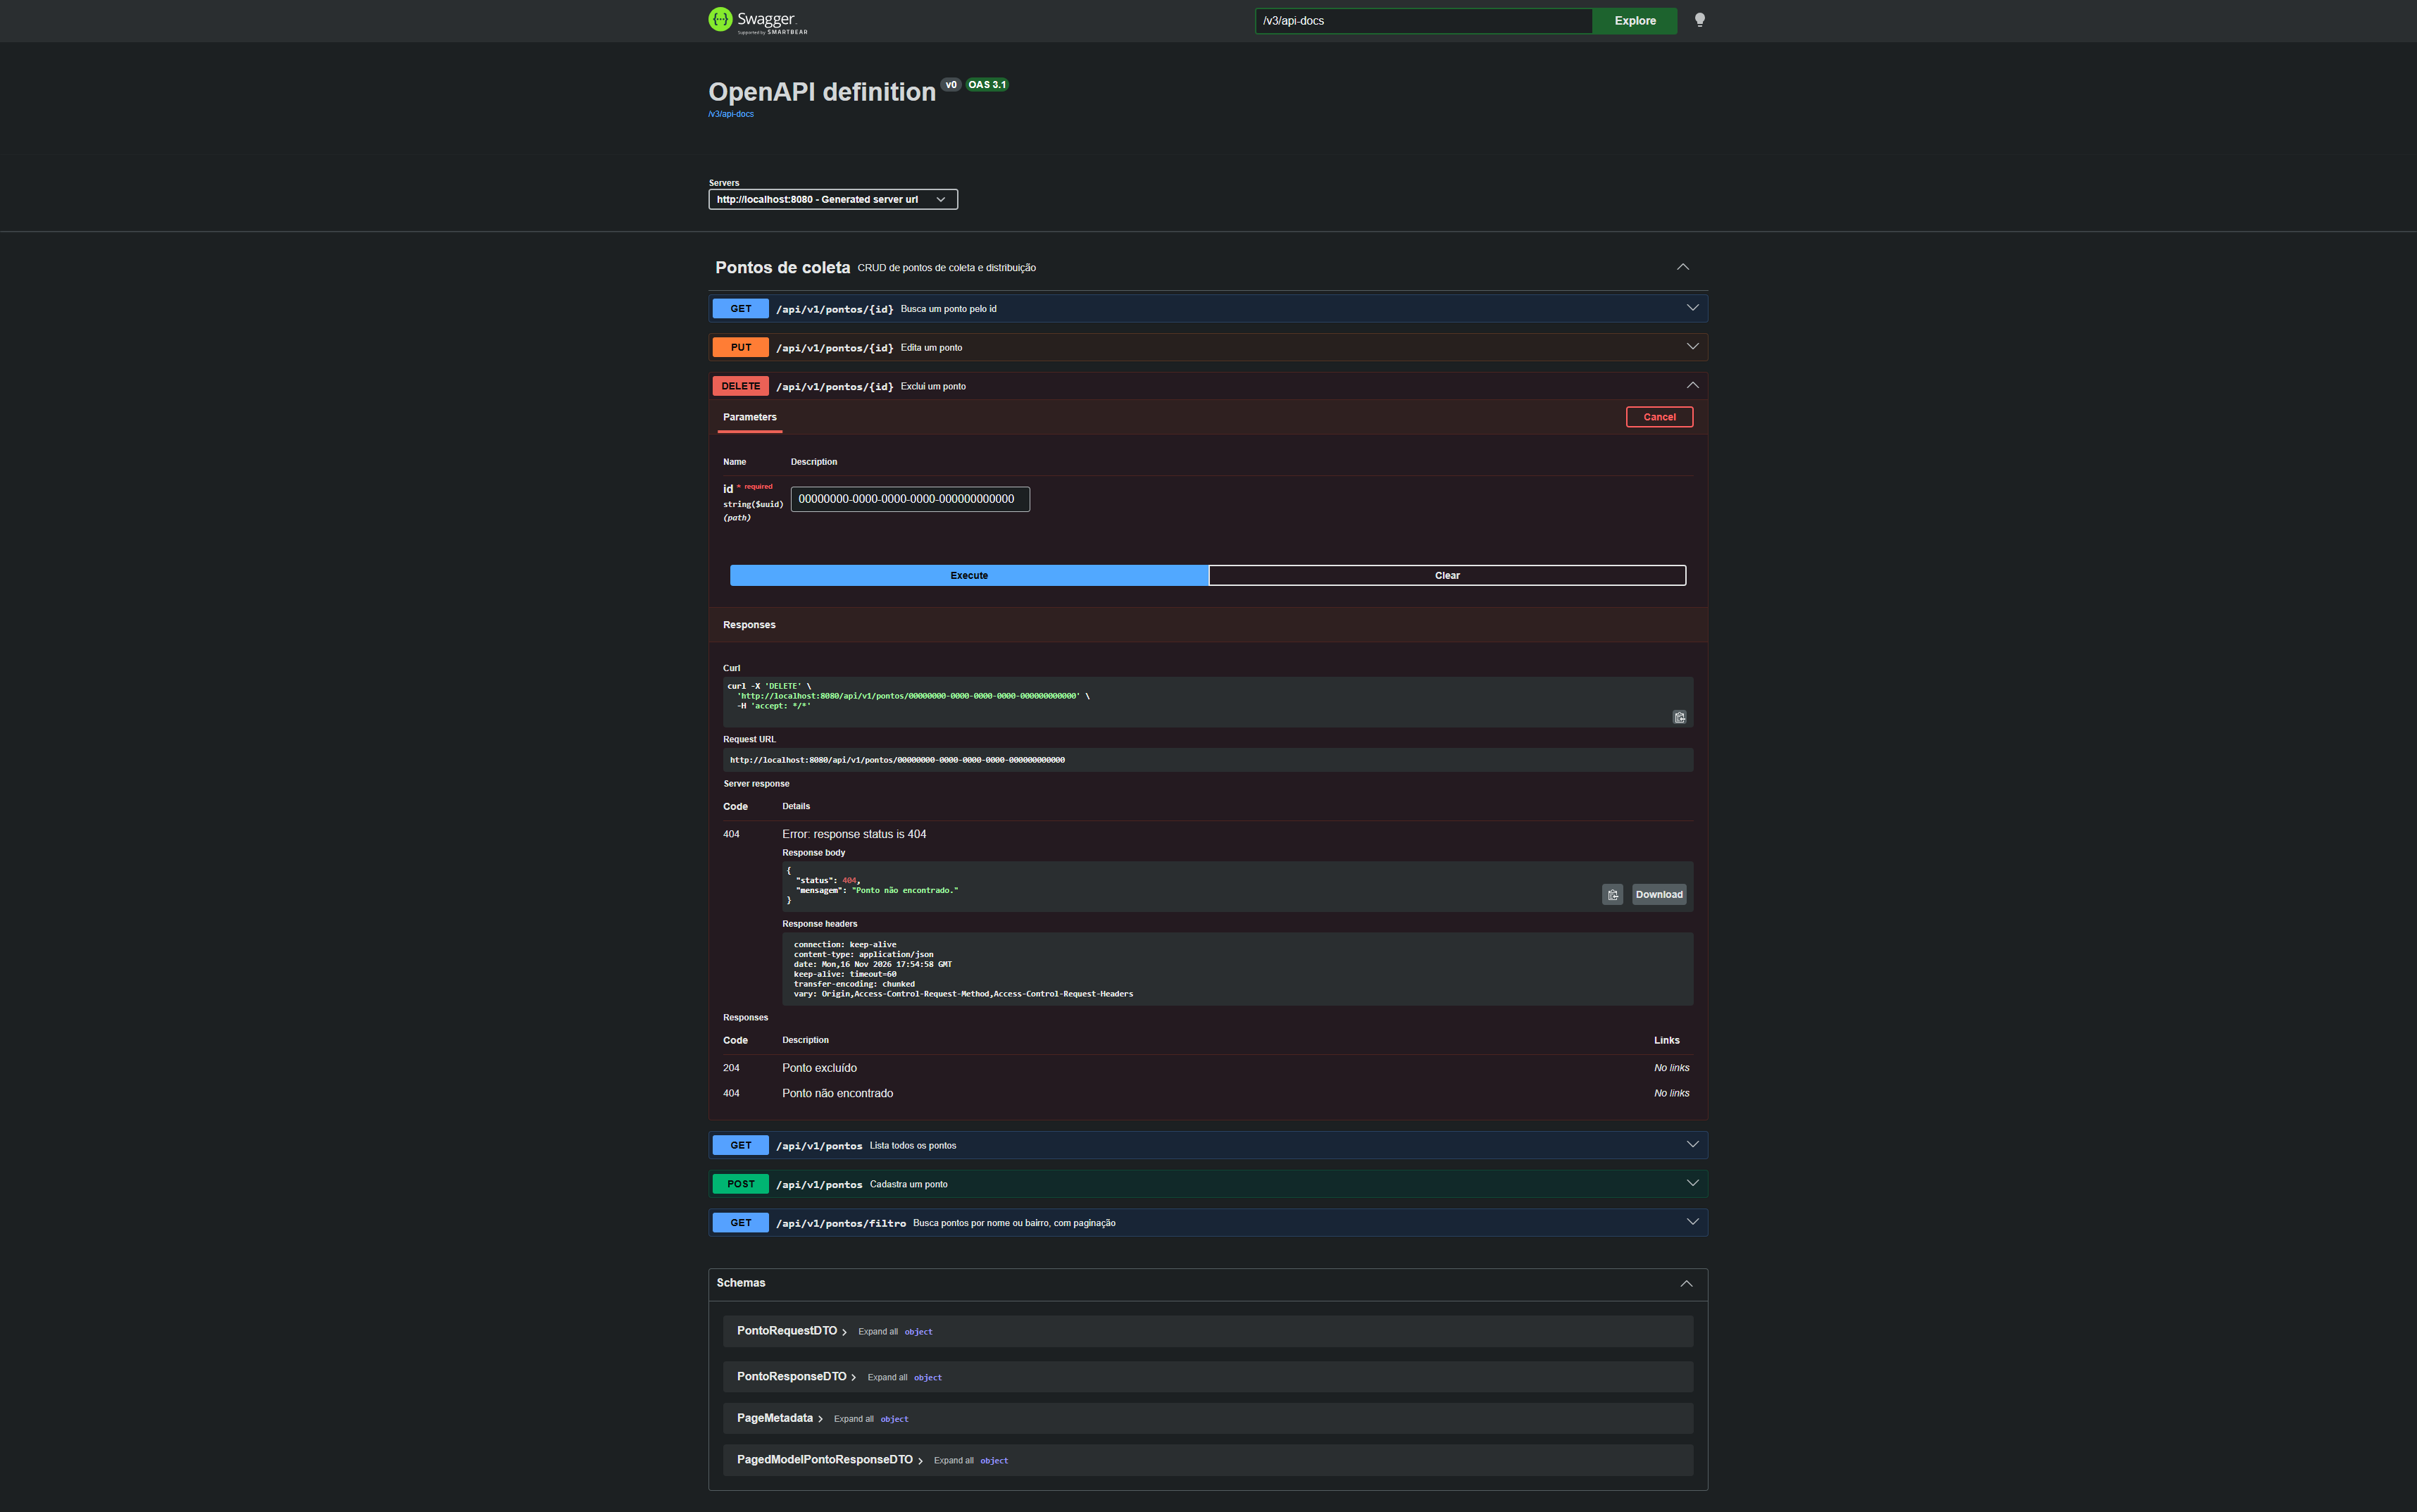 Swagger.
Supported by SMARTBEAR
/v3/api-docs
Explore
OpenAPI definition v0 OAS 3.1
/v3/api-docs
Servers
http://localhost:8080 - Generated server url
Pontos de coleta CRUD de pontos de coleta e distribuição
GET /api/v1/pontos/{id} Busca um ponto pelo id
PUT /api/v1/pontos/{id} Edita um ponto
DELETE /api/v1/pontos/{id} Exclui um ponto
Parameters
Cancel
Name Description
id * required
string($uuid)
(path)
00000000-0000-0000-0000-000000000000
Execute
Clear
Responses
Curl
curl -X 'DELETE' \
'http://localhost:8080/api/v1/pontos/00000000-0000-0000-0000-000000000000' \
-H 'accept: */*'
Request URL
http://localhost:8080/api/v1/pontos/00000000-0000-0000-0000-000000000000
Server response
Code Details
404 Error: response status is 404
Response body
{
"status": 404,
"mensagem": "Ponto não encontrado."
}
Download
Response headers
connection: keep-alive
content-type: application/json
date: Mon,16 Nov 2026 17:54:58 GMT
keep-alive: timeout=60
transfer-encoding: chunked
vary: Origin,Access-Control-Request-Method,Access-Control-Request-Headers
Responses
Code Description Links
204 Ponto excluído No links
404 Ponto não encontrado No links
GET /api/v1/pontos Lista todos os pontos
POST /api/v1/pontos Cadastra um ponto
GET /api/v1/pontos/filtro Busca pontos por nome ou bairro, com paginação
Schemas
PontoRequestDTO Expand all object
PontoResponseDTO Expand all object
PageMetadata Expand all object
PagedModelPontoResponseDTO Expand all object